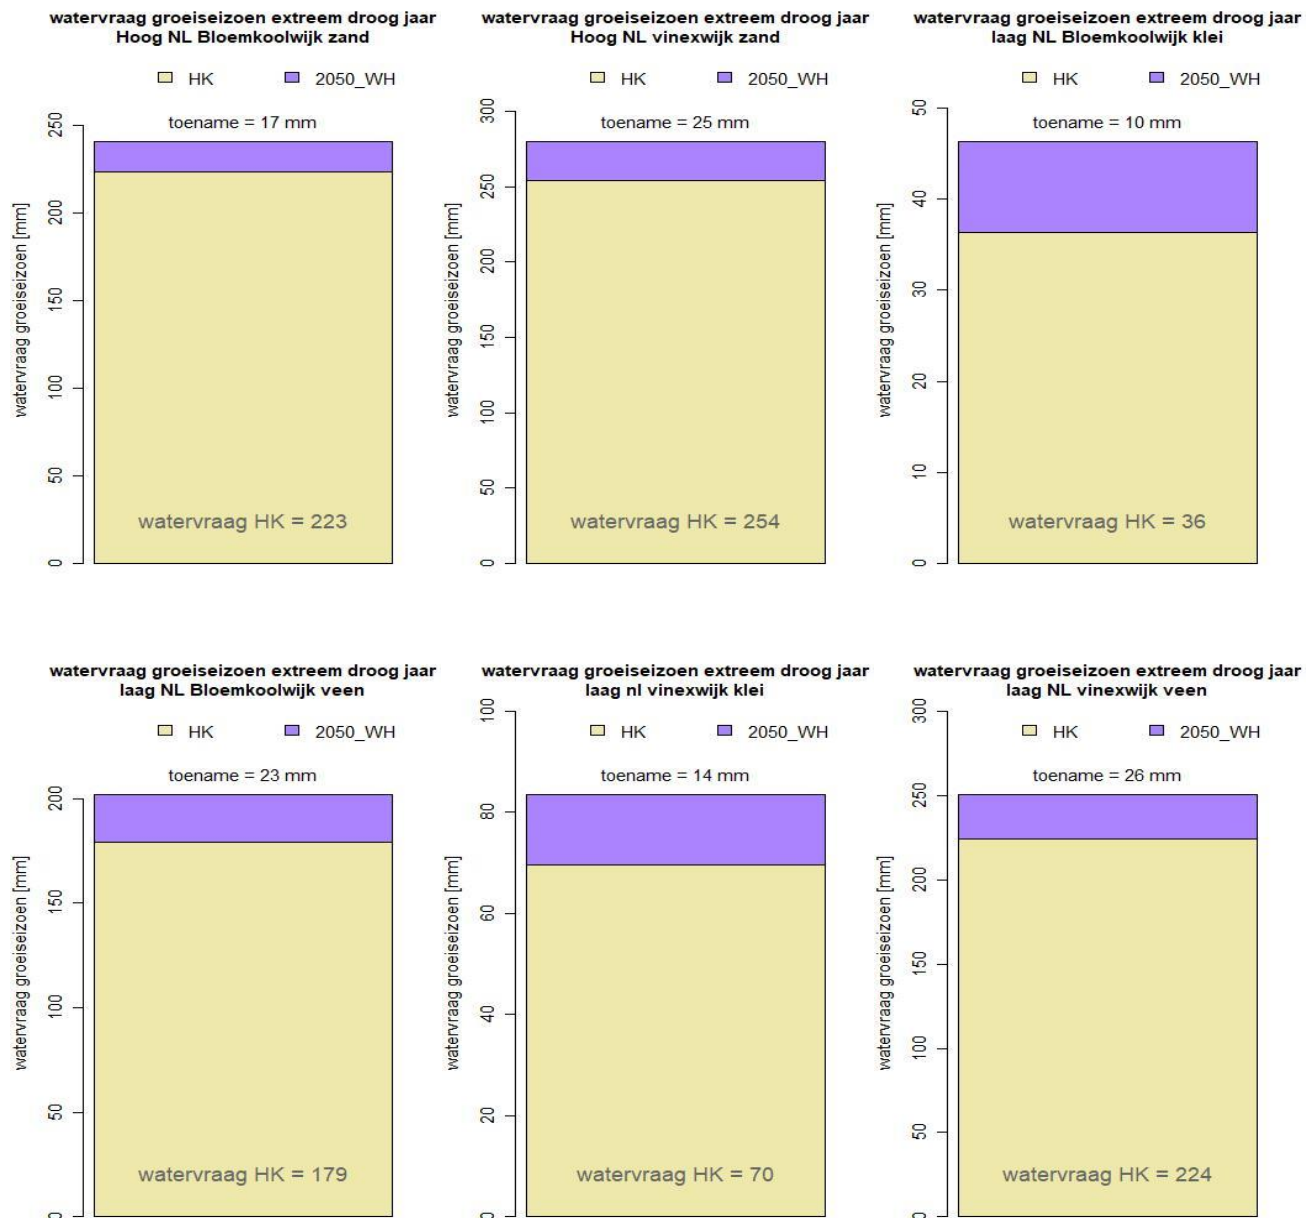 watervraag groeiseizoen extreem droog jaar
Hoog NL Bloemkoolwijk zand
HK 2050_WH
toename = 17 mm
watervraag groeiseizoen [mm]
250
200
150
100
50
0
watervraag HK = 223
watervraag groeiseizoen extreem droog jaar
Hoog NL vinexwijk zand
HK 2050_WH
toename = 25 mm
watervraag groeiseizoen [mm]
300
250
200
150
100
50
0
watervraag HK = 254
watervraag groeiseizoen extreem droog jaar
laag NL Bloemkoolwijk klei
HK 2050_WH
toename = 10 mm
watervraag groeiseizoen [mm]
50
40
30
20
10
0
watervraag HK = 36
watervraag groeiseizoen extreem droog jaar
laag NL Bloemkoolwijk veen
HK 2050_WH
toename = 23 mm
watervraag groeiseizoen [mm]
200
150
100
50
0
watervraag HK = 179
watervraag groeiseizoen extreem droog jaar
laag nl vinexwijk klei
HK 2050_WH
toename = 14 mm
watervraag groeiseizoen [mm]
100
80
60
40
20
0
watervraag HK = 70
watervraag groeiseizoen extreem droog jaar
laag NL vinexwijk veen
HK 2050_WH
toename = 26 mm
watervraag groeiseizoen [mm]
300
250
200
150
100
50
0
watervraag HK = 224